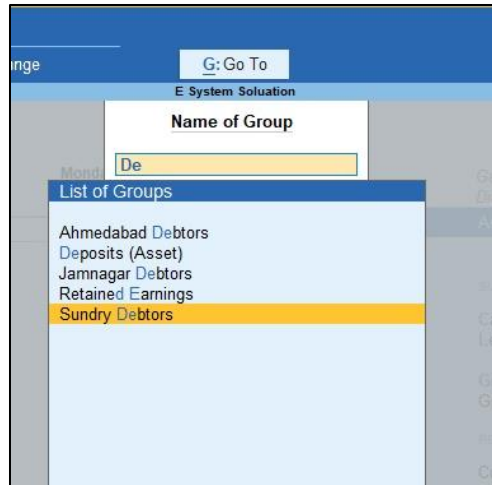 nge
G: Go To
E System Soluation
Name of Group
De
List of Groups
Ahmedabad Debtors
Deposits (Asset)
Jamnagar Debtors
Retained Earnings
Sundry Debtors